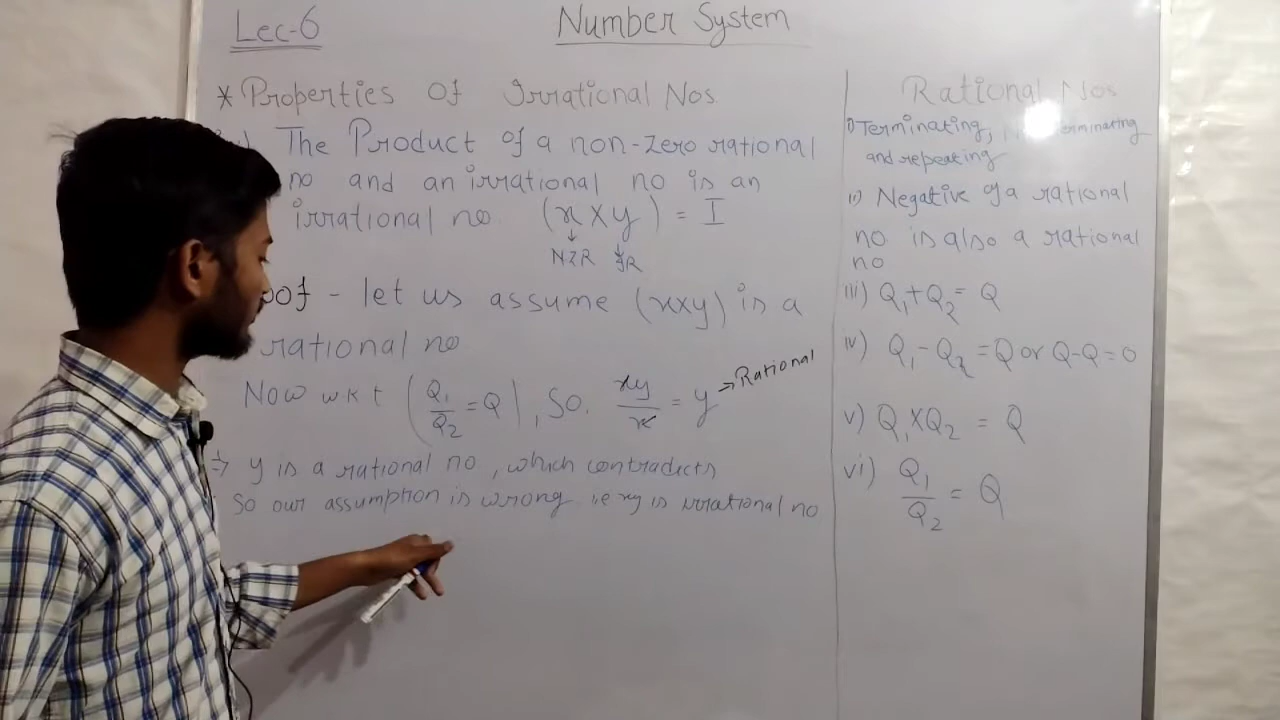 Lec-6
Number System
* Properties Of Irrational Nos
The Product Of a non-zero rational
no and an irrational no is an
irrational no. (x X y) = I
↓ ↓
NZR IR
oof - let us assume (xxy) is a
rational no
Now w.k.t (Q1/Q2 = Q), So, xy/x = y → Rational
⇒ y is a rational no, which contradicts
So our assumption is wrong i.e xy is irrational no
Rational Nos
i) Terminating, erminating
and repeating
ii) Negative of a rational
no is also a rational
no
iii) Q1+Q2 = Q
iv) Q1-Q2 = Q or Q-Q=0
v) Q1XQ2 = Q
vi) Q1/Q2 = Q